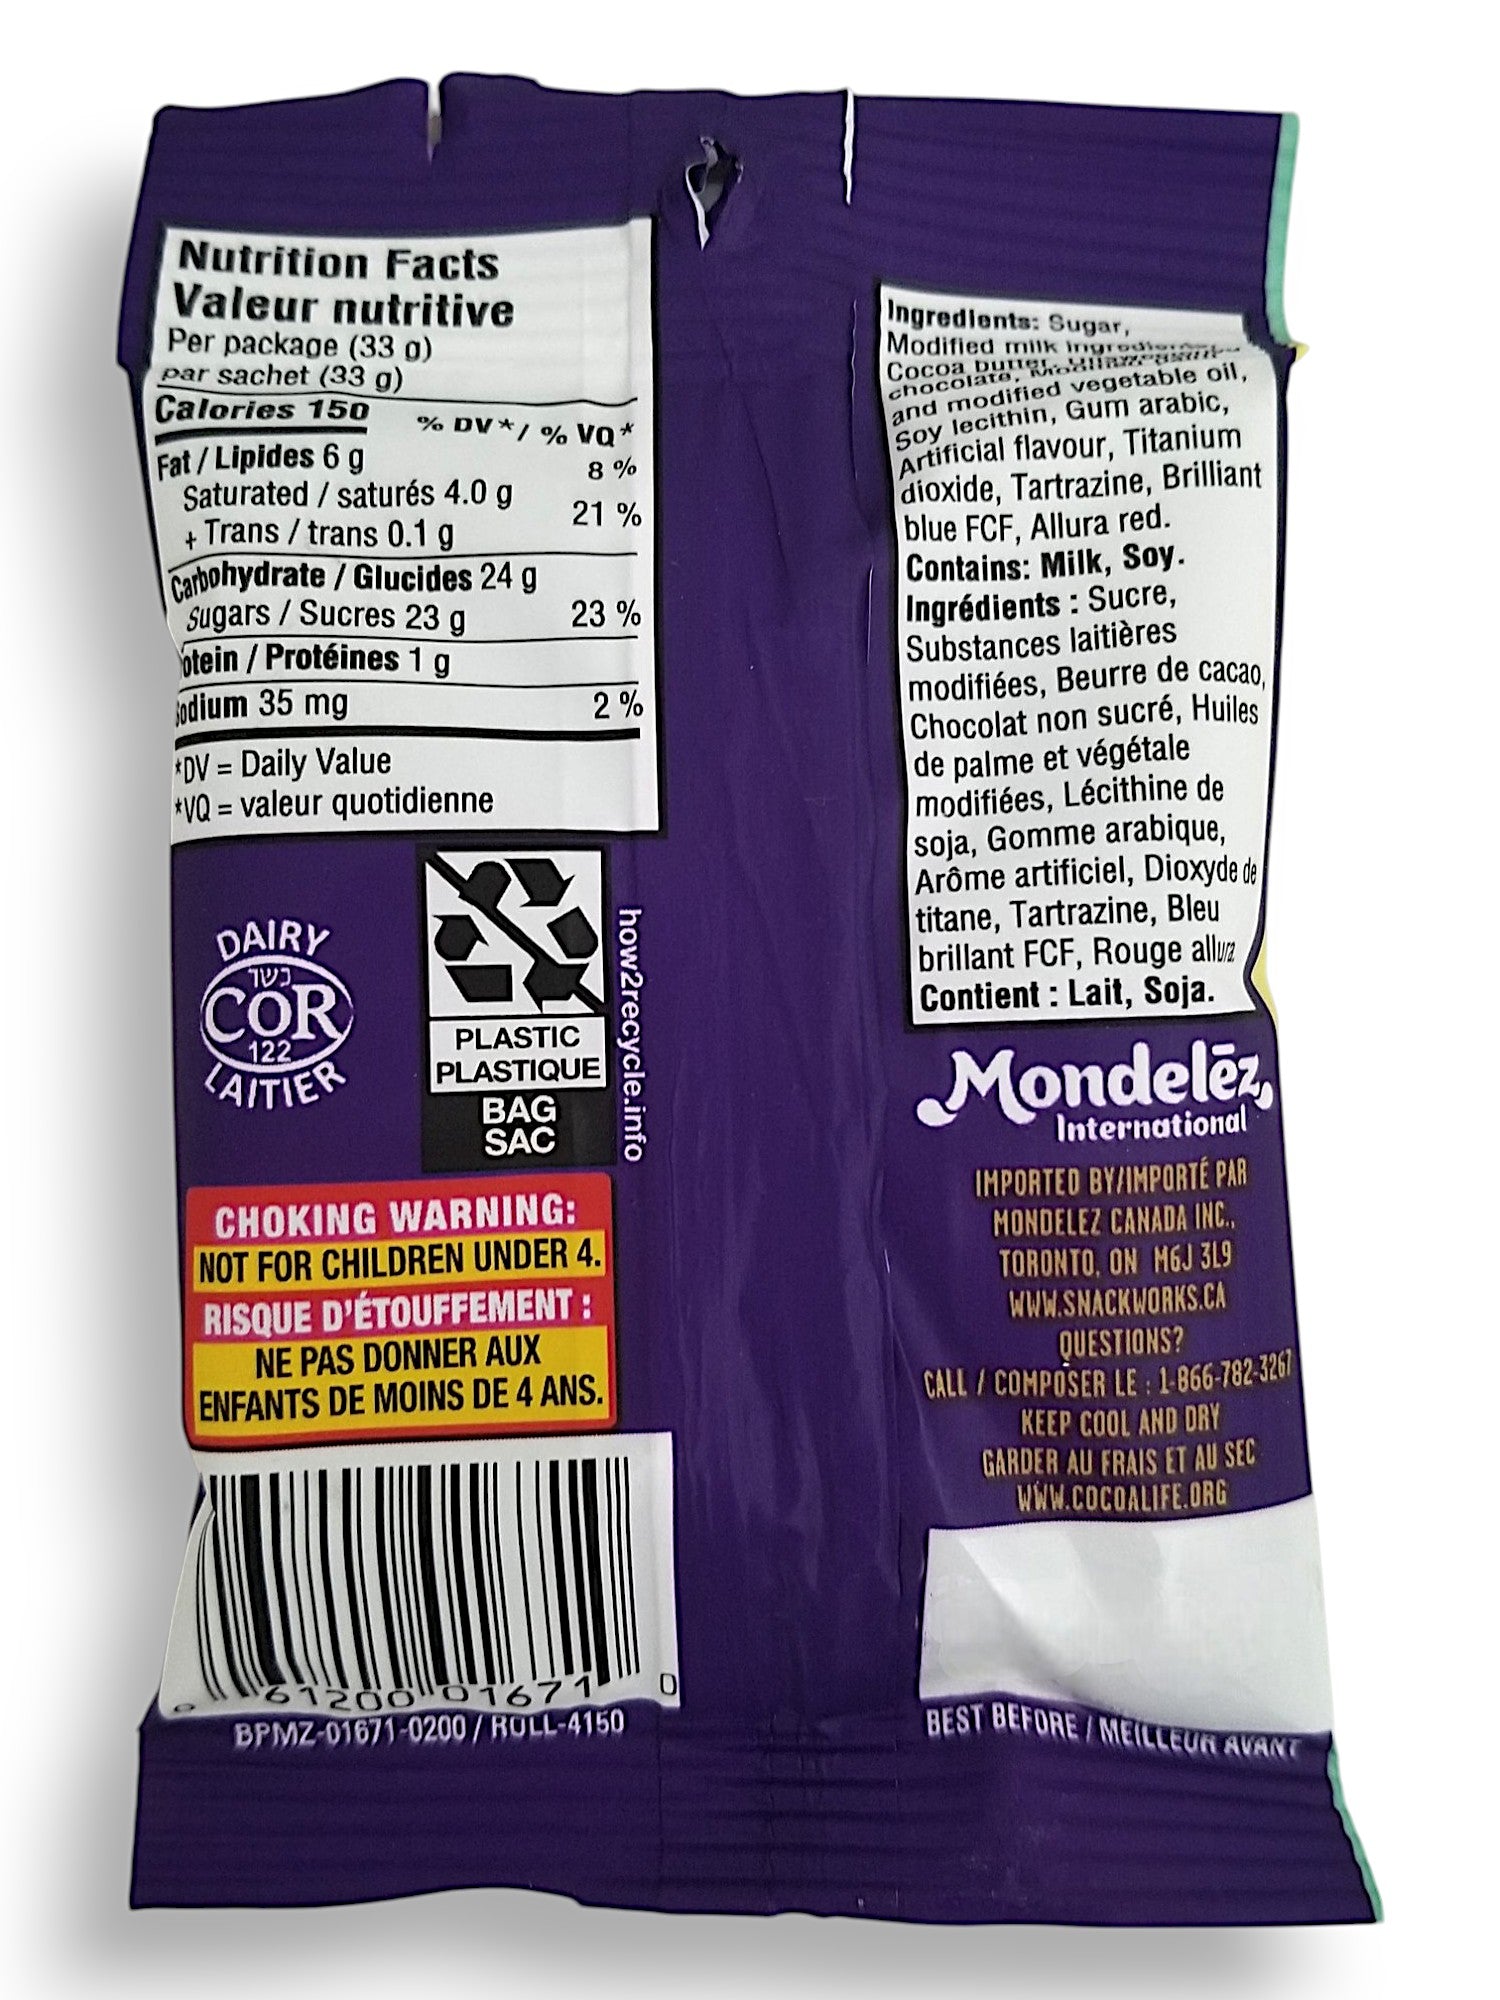 Nutrition Facts
Valeur nutritive
Per package (33 g)
par sachet (33 g)
Calories 150
% DV* / % VQ*
Fat / Lipides 6 g 8 %
Saturated / saturés 4.0 g
+ Trans / trans 0.1 g 21 %
Carbohydrate / Glucides 24 g
Sugars / Sucres 23 g 23 %
otein / Protéines 1 g
Sodium 35 mg 2 %
*DV = Daily Value
*VQ = valeur quotidienne
DAIRY
כשר
COR
122
LAITIER
PLASTIC
PLASTIQUE
BAG
SAC
how2recycle.info
CHOKING WARNING:
NOT FOR CHILDREN UNDER 4.
RISQUE D'ÉTOUFFEMENT :
NE PAS DONNER AUX
ENFANTS DE MOINS DE 4 ANS.
61200 01671 0
BPMZ-01671-0200 / ROLL-4150
Ingredients: Sugar,
Modified milk
Cocoa butter,
chocolate,
and modified vegetable oil,
Soy lecithin, Gum arabic,
Artificial flavour, Titanium
dioxide, Tartrazine, Brilliant
blue FCF, Allura red.
Contains: Milk, Soy.
Ingrédients : Sucre,
Substances laitières
modifiées, Beurre de cacao,
Chocolat non sucré, Huiles
de palme et végétale
modifiées, Lécithine de
soja, Gomme arabique,
Arôme artificiel, Dioxyde de
titane, Tartrazine, Bleu
brillant FCF, Rouge allura
Contient : Lait, Soja.
Mondelēz,
International
IMPORTED BY/IMPORTÉ PAR
MONDELEZ CANADA INC.,
TORONTO, ON M6J 3L9
WWW.SNACKWORKS.CA
QUESTIONS?
CALL / COMPOSER LE : 1-866-782-3267
KEEP COOL AND DRY
GARDER AU FRAIS ET AU SEC
WWW.COCOALIFE.ORG
BEST BEFORE / MEILLEUR AVANT